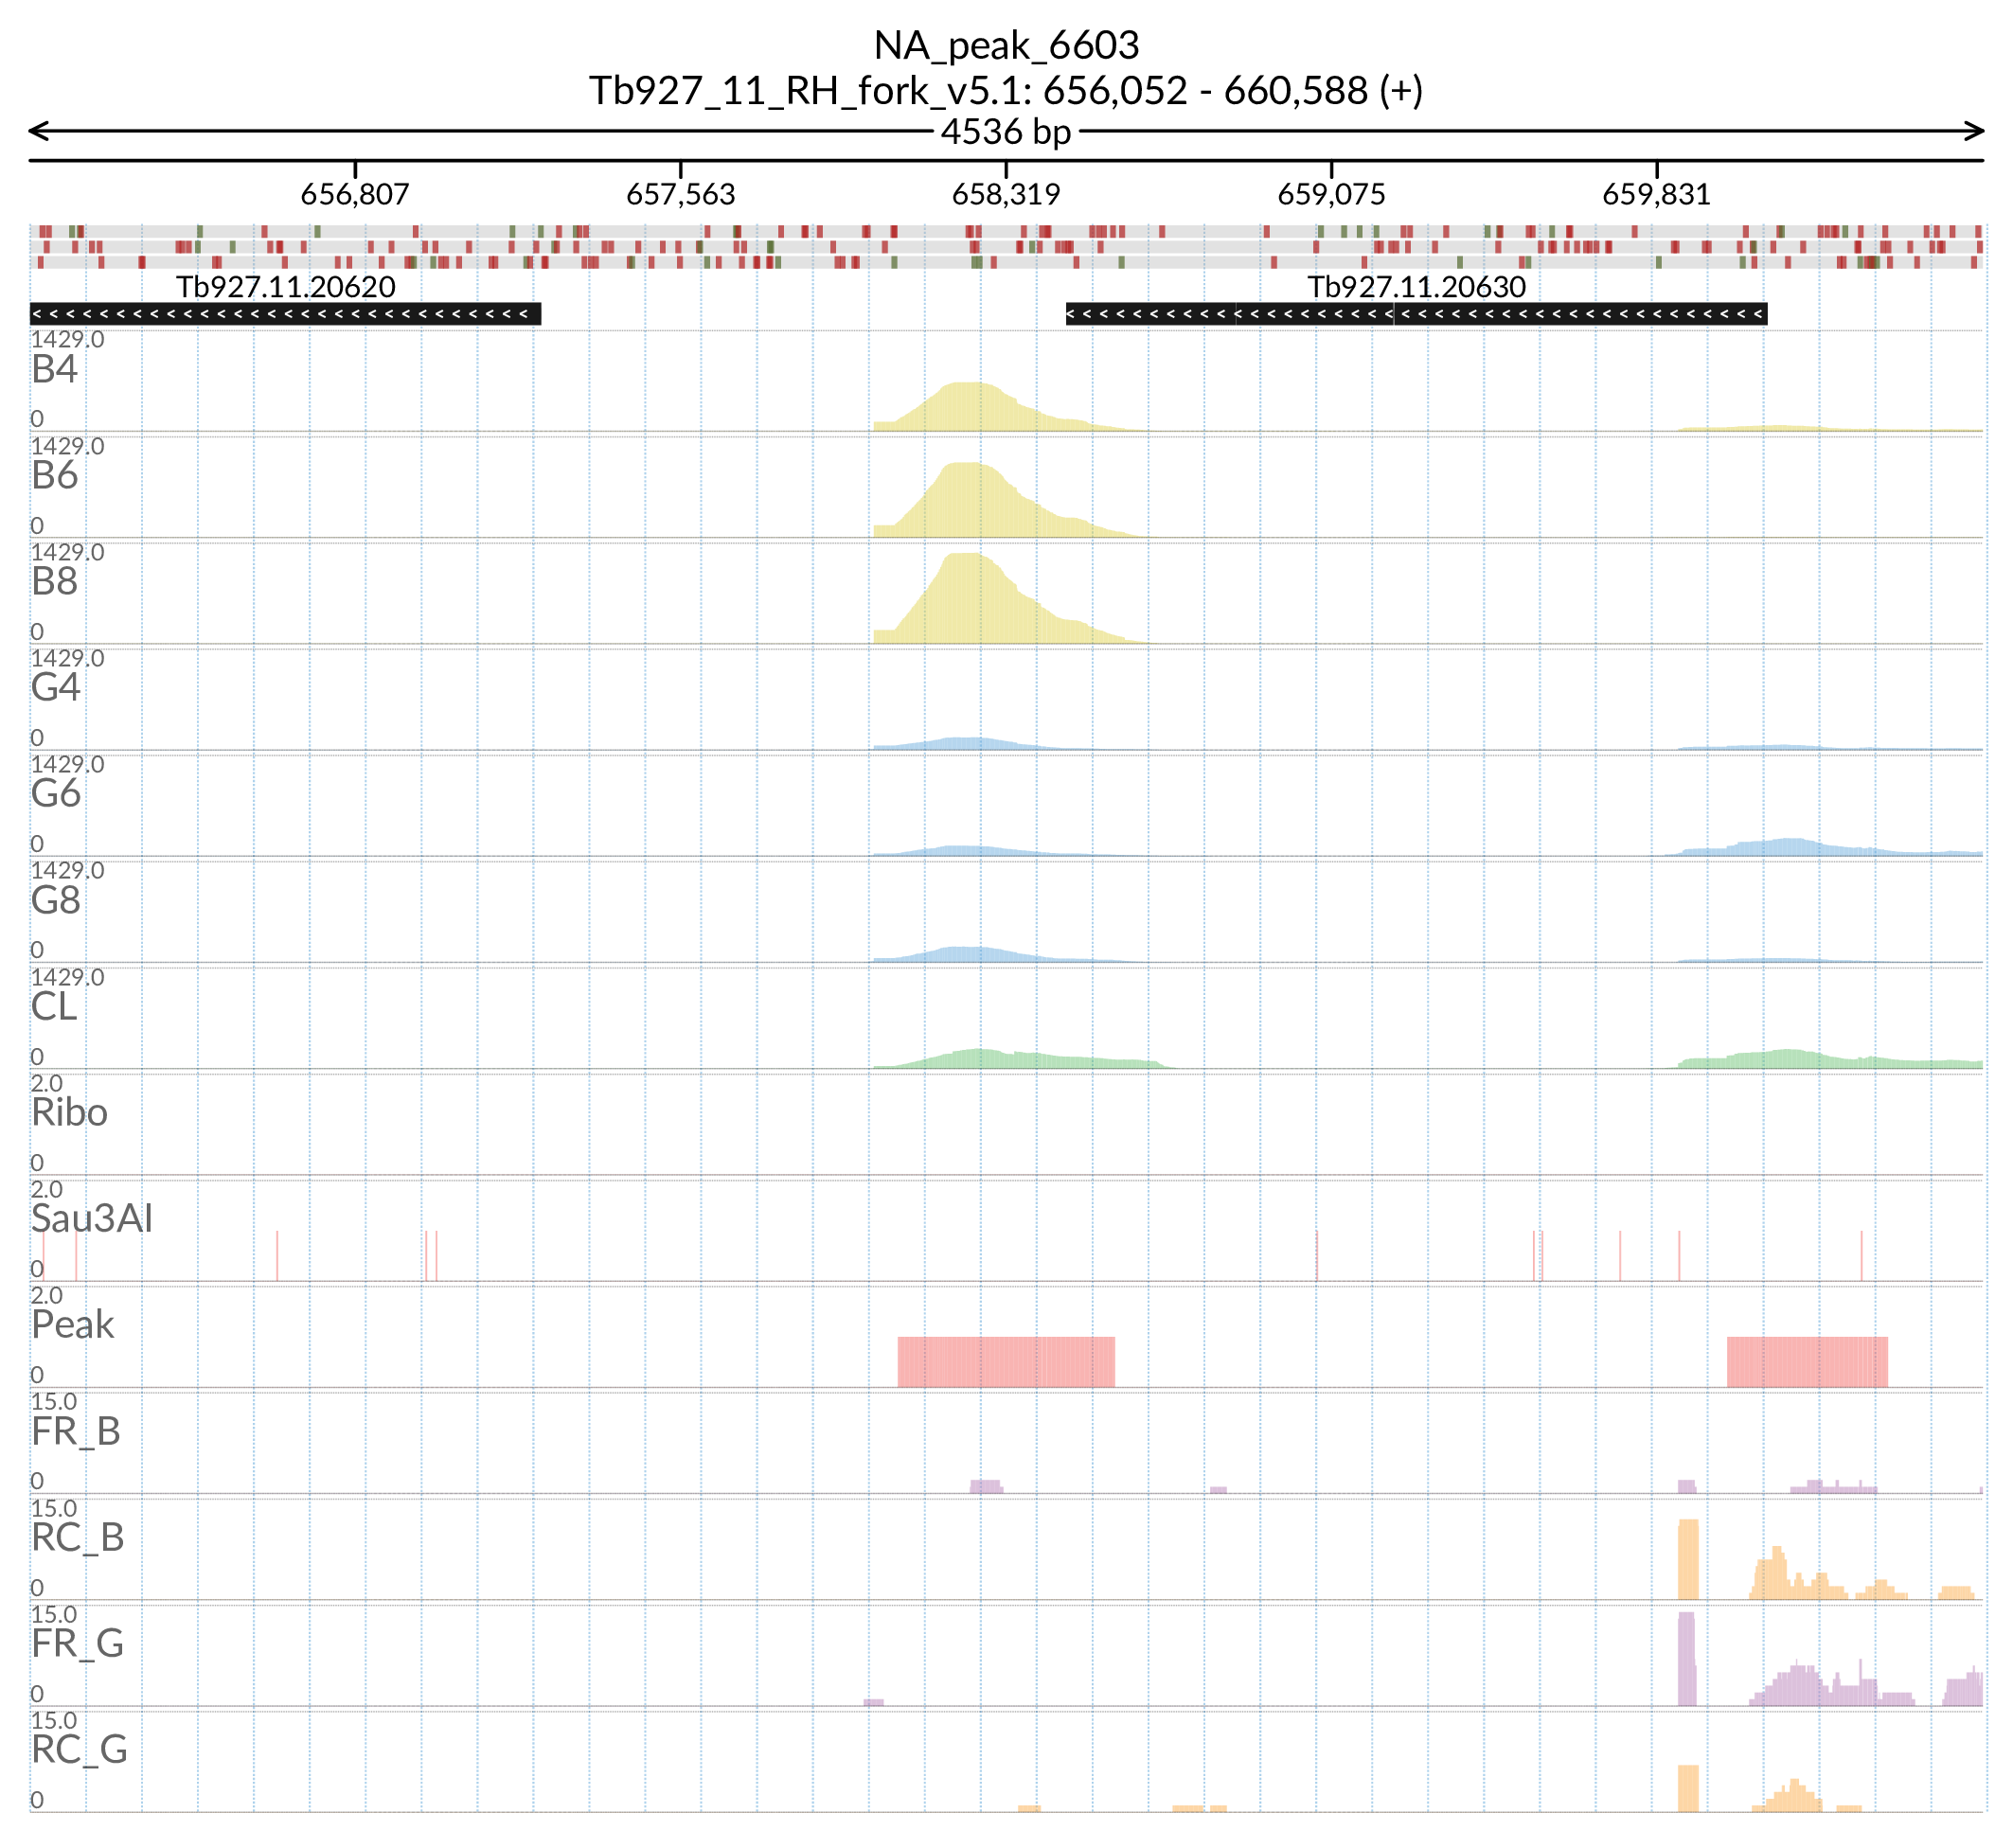 NA_peak_6603
Tb927_11_RH_fork_v5.1: 656,052 - 660,588 (+)
4536 bp
656,807 657,563 658,319 659,075 659,831
Tb927.11.20620 Tb927.11.20630
1429.0
B4
0
1429.0
B6
0
1429.0
B8
0
1429.0
G4
0
1429.0
G6
0
1429.0
G8
0
1429.0
CL
0
2.0
Ribo
0
2.0
Sau3AI
0
2.0
Peak
0
15.0
FR_B
0
15.0
RC_B
0
15.0
FR_G
0
15.0
RC_G
0